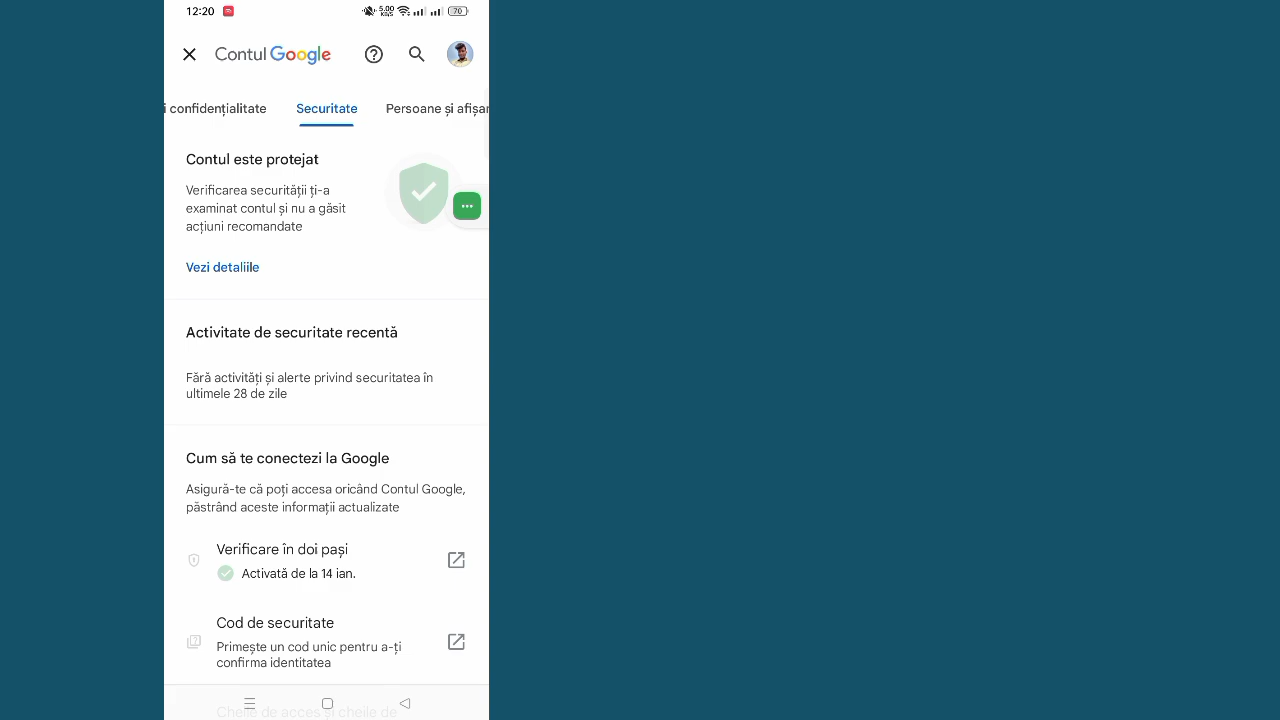 12:20 5.00 KB/S 70
Contul Google
i confidențialitate Securitate Persoane și afișar
Contul este protejat
Verificarea securității ți-a
examinat contul și nu a găsit
acțiuni recomandate
Vezi detaliile
Activitate de securitate recentă
Fără activități și alerte privind securitatea în
ultimele 28 de zile
Cum să te conectezi la Google
Asigură-te că poți accesa oricând Contul Google,
păstrând aceste informații actualizate
Verificare în doi pași
Activată de la 14 ian.
Cod de securitate
Primește un cod unic pentru a-ți
confirma identitatea
Cheile de acces și cheile de